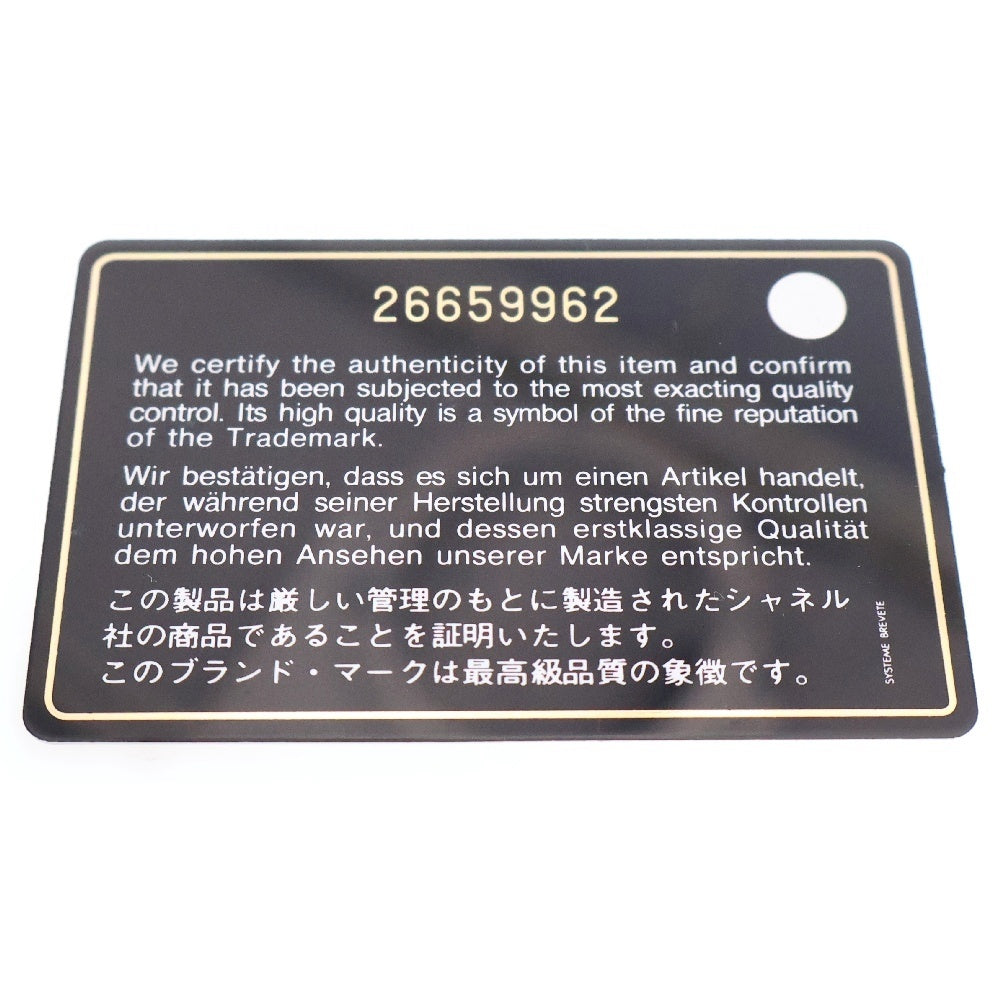 26659962
We certify the authenticity of this item and confirm
that it has been subjected to the most exacting quality
control. Its high quality is a symbol of the fine reputation
of the Trademark.
Wir bestätigen, dass es sich um einen Artikel handelt,
der während seiner Herstellung strengsten Kontrollen
unterworfen war, und dessen erstklassige Qualität
dem hohen Ansehen unserer Marke entspricht.
この製品は厳しい管理のもとに製造されたシャネル
社の商品であることを証明いたします。
このブランド・マークは最高級品質の象徴です。
SYSTEME BREVETE